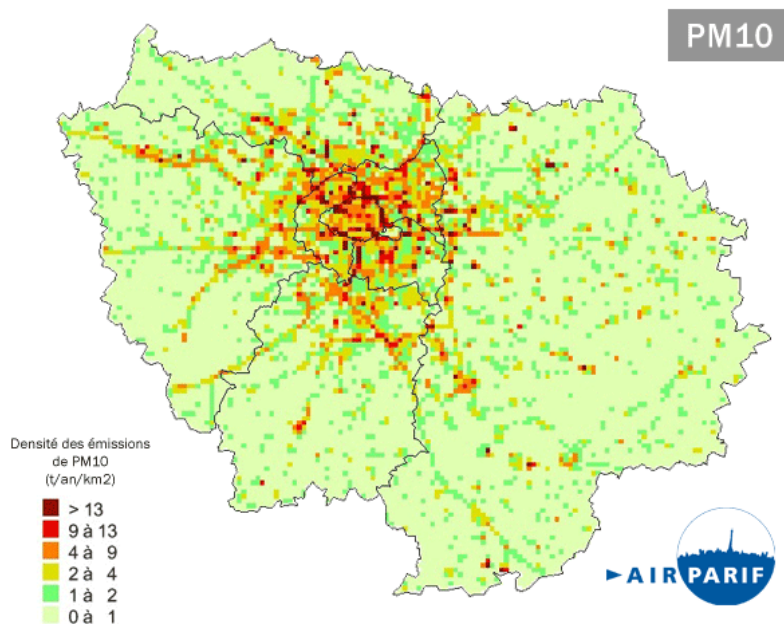 PM10
Densité des émissions
de PM10
(t/an/km2)
> 13
9 à 13
4 à 9
2 à 4
1 à 2
0 à 1
AIRPARIF